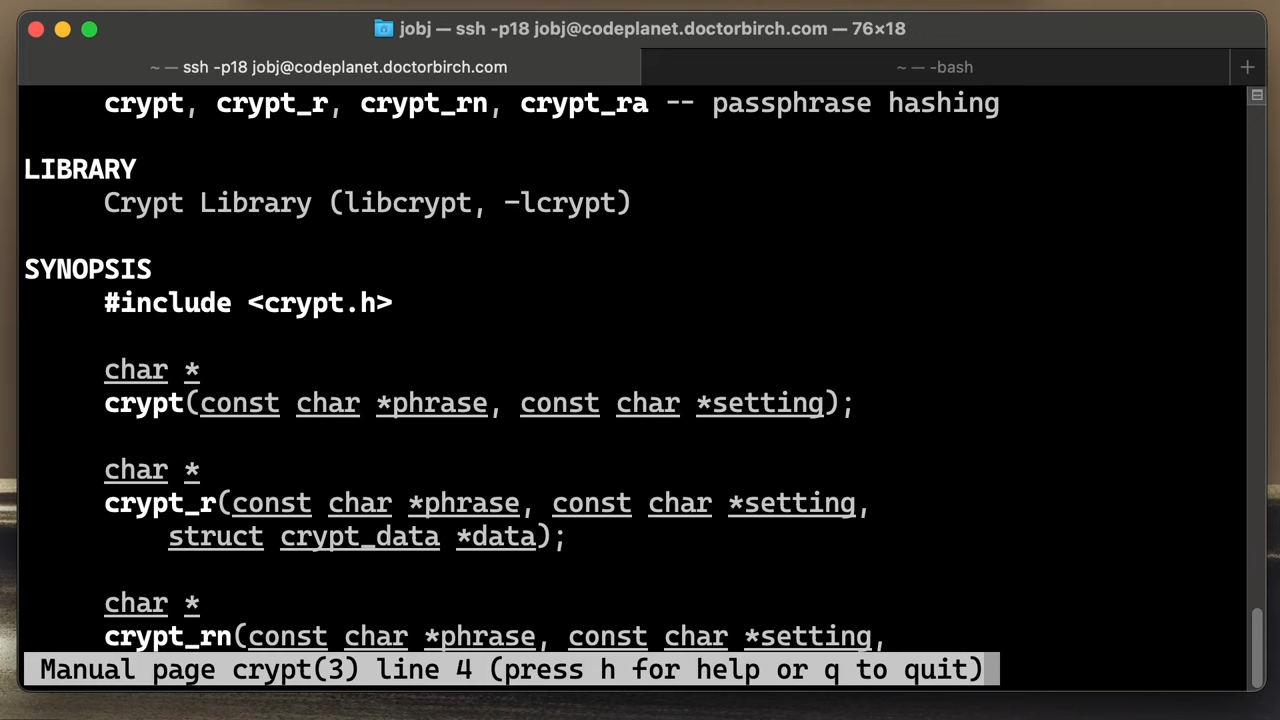 jobj — ssh -p18 jobj@codeplanet.doctorbirch.com — 76×18
~ — ssh -p18 jobj@codeplanet.doctorbirch.com
~ — -bash
+
crypt, crypt_r, crypt_rn, crypt_ra -- passphrase hashing
LIBRARY
Crypt Library (libcrypt, -lcrypt)
SYNOPSIS
#include <crypt.h>
char *
crypt(const char *phrase, const char *setting);
char *
crypt_r(const char *phrase, const char *setting,
struct crypt_data *data);
char *
crypt_rn(const char *phrase, const char *setting,
Manual page crypt(3) line 4 (press h for help or q to quit)